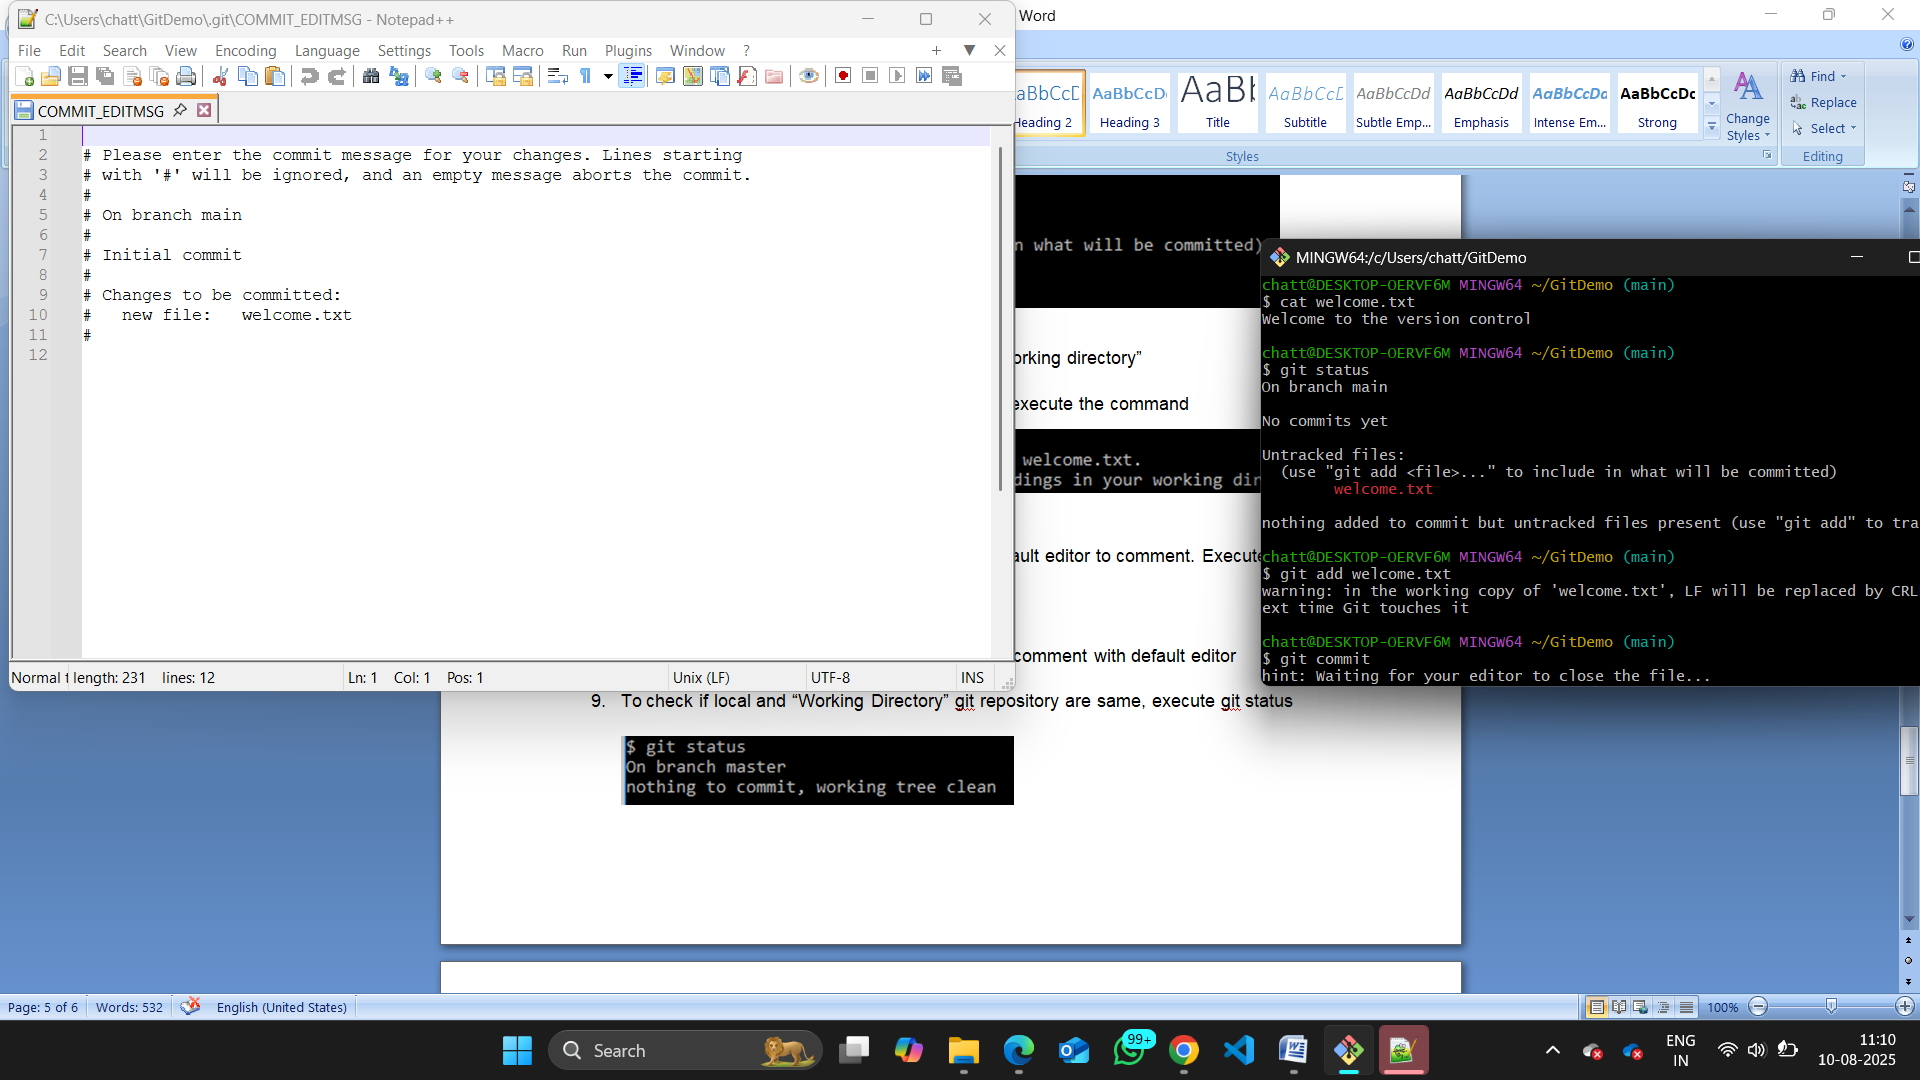 C:\Users\chatt\GitDemo\.git\COMMIT_EDITMSG - Notepad++
File Edit Search View Encoding Language Settings Tools Macro Run Plugins Window ?
COMMIT_EDITMSG
1
2 # Please enter the commit message for your changes. Lines starting
3 # with '#' will be ignored, and an empty message aborts the commit.
4 #
5 # On branch main
6 #
7 # Initial commit
8 #
9 # Changes to be committed:
10 # new file: welcome.txt
11 #
12
Normal t length: 231 lines: 12 Ln: 1 Col: 1 Pos: 1 Unix (LF) UTF-8 INS
Word
AaBbCcD AaBbCcD AaBb AaBbCcD AaBbCcDd AaBbCcDd AaBbCcDd AaBbCcDc
Heading 2 Heading 3 Title Subtitle Subtle Emp... Emphasis Intense Em... Strong
Change Styles
Find
Replace
Select
Styles
Editing
n what will be committed)
orking directory”
execute the command
welcome.txt.
dings in your working dir
ault editor to comment. Execute
comment with default editor
9. To check if local and “Working Directory” git repository are same, execute git status
$ git status
On branch master
nothing to commit, working tree clean
MINGW64:/c/Users/chatt/GitDemo
chatt@DESKTOP-OERVF6M MINGW64 ~/GitDemo (main)
$ cat welcome.txt
Welcome to the version control
chatt@DESKTOP-OERVF6M MINGW64 ~/GitDemo (main)
$ git status
On branch main
No commits yet
Untracked files:
(use "git add <file>..." to include in what will be committed)
welcome.txt
nothing added to commit but untracked files present (use "git add" to tra
chatt@DESKTOP-OERVF6M MINGW64 ~/GitDemo (main)
$ git add welcome.txt
warning: in the working copy of 'welcome.txt', LF will be replaced by CRL
ext time Git touches it
chatt@DESKTOP-OERVF6M MINGW64 ~/GitDemo (main)
$ git commit
hint: Waiting for your editor to close the file...
Page: 5 of 6 Words: 532 English (United States) 100%
Search
99+
ENG
IN
11:10
10-08-2025